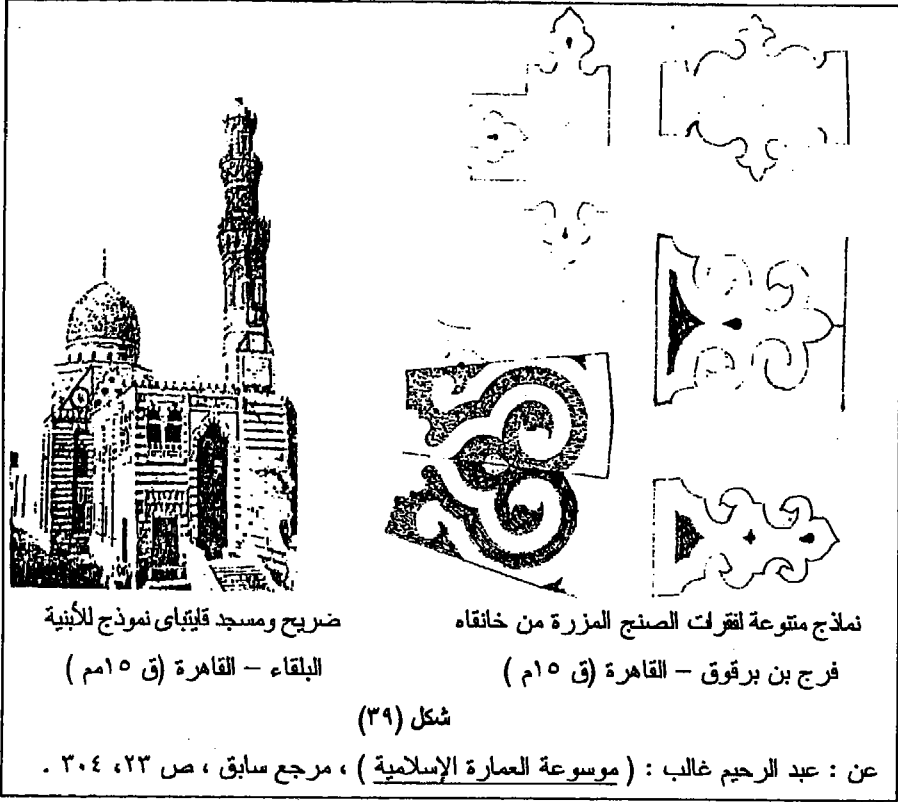 نماذج متنوعة لفقرات الصنج المزررة من خانقاه
فرج بن برقوق – القاهرة (ق ١٥م )
ضريح ومسجد قايتباى نموذج للأبنية
البلقاء – القاهرة (ق ١٥مم )
شكل (٣٩)
عن : عبد الرحيم غالب : ( موسوعة العمارة الإسلامية ) ، مرجع سابق ، ص ٢٣، ٣٠٤ .